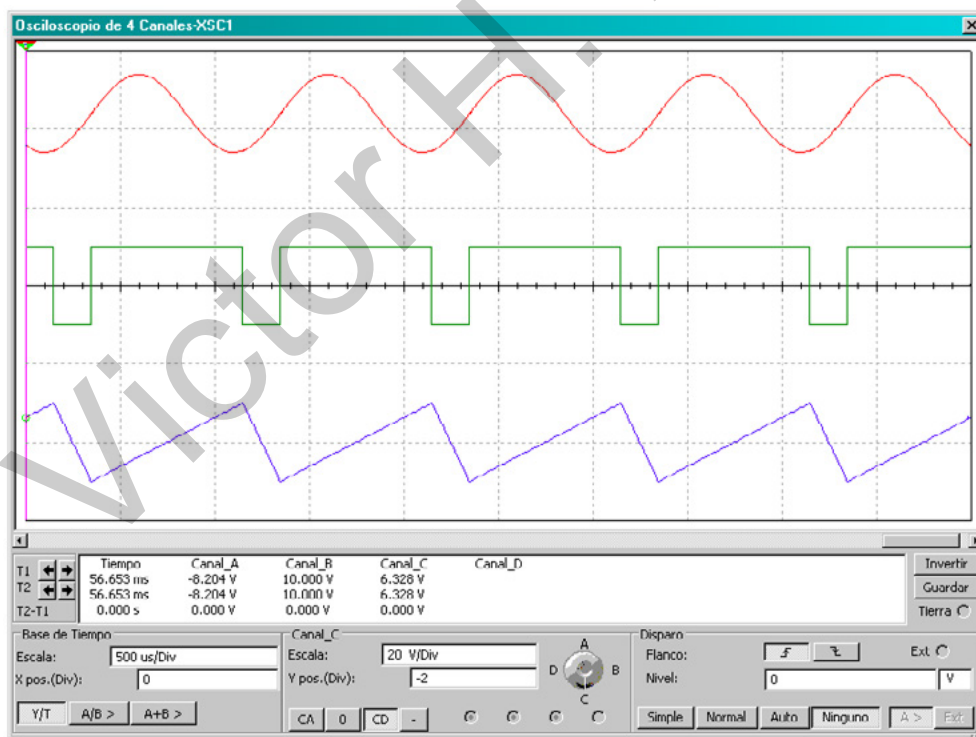 Osciloscopio de 4 Canales-XSC1
Victor H.
T1
T2
T2-T1
Tiempo Canal_A Canal_B Canal_C Canal_D
56.653 ms -8.204 V 10.000 V 6.328 V
56.653 ms -8.204 V 10.000 V 6.328 V
0.000 s 0.000 V 0.000 V 0.000 V
Invertir
Guardar
Tierra
Base de Tiempo
Escala: 500 us/Div
X pos.(Div): 0
Y/T A/B > A+B >
Canal_C
Escala: 20 V/Div
Y pos.(Div): -2
CA 0 CD -
A
D B
C
Disparo
Flanco: Ext
Nivel: 0 V
Simple Normal Auto Ninguno A > Ext